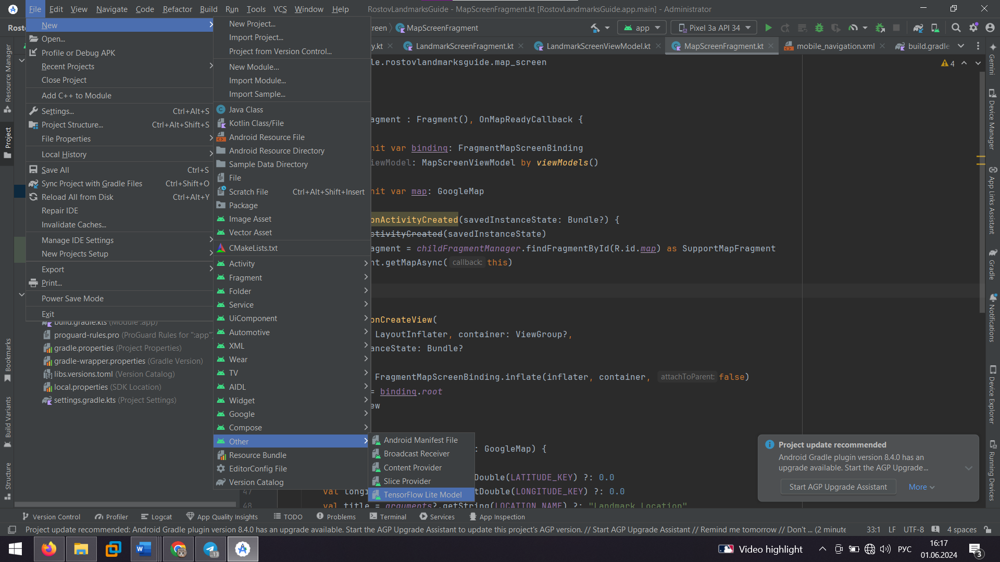 File Edit View Navigate Code Refactor Build Run Tools VCS Window Help RostovLandmarksGuide - MapScreenFragment.kt [RostovLandmarksGuide.app.main] - Administrator
MapScreenFragment app Pixel 3a API 34
LandmarkScreenFragment.kt LandmarkScreenViewModel.kt MapScreenFragment.kt mobile_navigation.xml build.gradle
New
Open...
Profile or Debug APK
Recent Projects
Close Project
Add C++ to Module
Settings... Ctrl+Alt+S
Project Structure... Ctrl+Alt+Shift+S
File Properties
Local History
Save All Ctrl+S
Sync Project with Gradle Files Ctrl+Shift+O
Reload All from Disk Ctrl+Alt+Y
Repair IDE
Invalidate Caches...
Manage IDE Settings
New Projects Setup
Export
Print...
Power Save Mode
Exit
build.gradle.kts (Module :app)
proguard-rules.pro (ProGuard Rules for ":app")
gradle.properties (Project Properties)
gradle-wrapper.properties (Gradle Version)
libs.versions.toml (Version Catalog)
local.properties (SDK Location)
settings.gradle.kts (Project Settings)
New Project...
Import Project...
Project from Version Control...
New Module...
Import Module...
Import Sample...
Java Class
Kotlin Class/File
Android Resource File
Android Resource Directory
Sample Data Directory
File
Scratch File Ctrl+Alt+Shift+Insert
Package
Image Asset
Vector Asset
CMakeLists.txt
Activity
Fragment
Folder
Service
UiComponent
Automotive
XML
Wear
TV
AIDL
Widget
Google
Compose
Other
Resource Bundle
EditorConfig File
Version Catalog
Android Manifest File
Broadcast Receiver
Content Provider
Slice Provider
TensorFlow Lite Model
le.rostovlandmarksguide.map_screen
4
agment : Fragment(), OnMapReadyCallback {
nit var binding: FragmentMapScreenBinding
iewModel: MapScreenViewModel by viewModels()
nit var map: GoogleMap
onActivityCreated(savedInstanceState: Bundle?) {
ctivityCreated(savedInstanceState)
agment = childFragmentManager.findFragmentById(R.id.map) as SupportMapFragment
nt.getMapAsync( callback: this)
onCreateView(
LayoutInflater, container: ViewGroup?,
anceState: Bundle?
FragmentMapScreenBinding.inflate(inflater, container, attachToParent: false)
= binding.root
ew
: GoogleMap) {
Double(LATITUDE_KEY) ?: 0.0
47 val longi tDouble(LONGITUDE_KEY) ?: 0.0
48 val title = arguments?.getString(LOCATION_NAME) ?: "Landmark Location"
Project update recommended
Android Gradle plugin version 8.4.0 has an
upgrade available. Start the AGP Upgrade...
Start AGP Upgrade Assistant More
Resource Manager
Project
Bookmarks
Build Variants
Structure
Gemini
Device Manager
App Links Assistant
Gradle
Notifications
Device Explorer
Running Devices
Version Control Profiler Logcat App Quality Insights TODO Problems Terminal Services App Inspection
Project update recommended: Android Gradle plugin version 8.4.0 has an upgrade available. Start the AGP Upgrade Assistant to update this project's AGP version. // Start AGP Upgrade Assistant // Remind me tomorrow // Don't ... (2 minute 33:1 LF UTF-8 4 spaces
..13 Video highlight РУС 16:17
01.06.2024 3